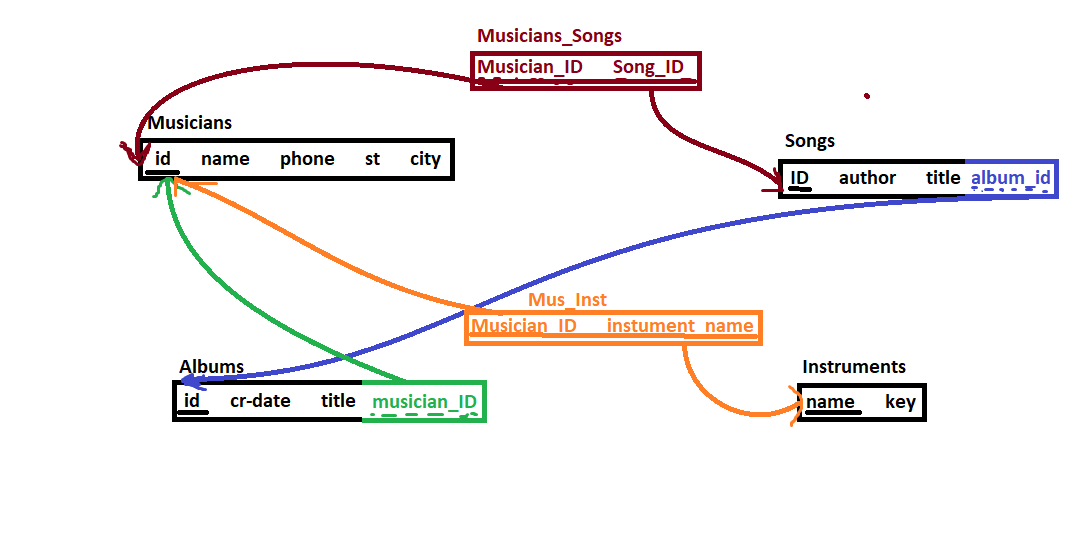 Musicians_Songs
Musician_ID Song_ID
Musicians
id name phone st city
Songs
ID author title album_id
Mus_Inst
Musician_ID instument_name
Albums
id cr-date title musician_ID
Instruments
name key